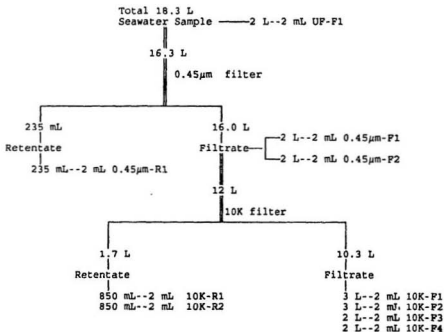 Total 18.3 L
Seawater Sample 2 L--2 mL UF-F1
16.3 L
0.45μm filter
235 mL 16.0 L
Retentate Filtrate
2 L--2 mL 0.45μm-F1
2 L--2 mL 0.45μm-F2
235 mL--2 mL 0.45μm-R1
12 L
10K filter
1.7 L 10.3 L
Retentate Filtrate
850 mL--2 mL 10K-R1
850 mL--2 mL 10K-R2
3 L--2 mL 10K-F1
3 L--2 mL 10K-F2
2 L--2 mL 10K-F3
2 L--2 mL 10K-F4